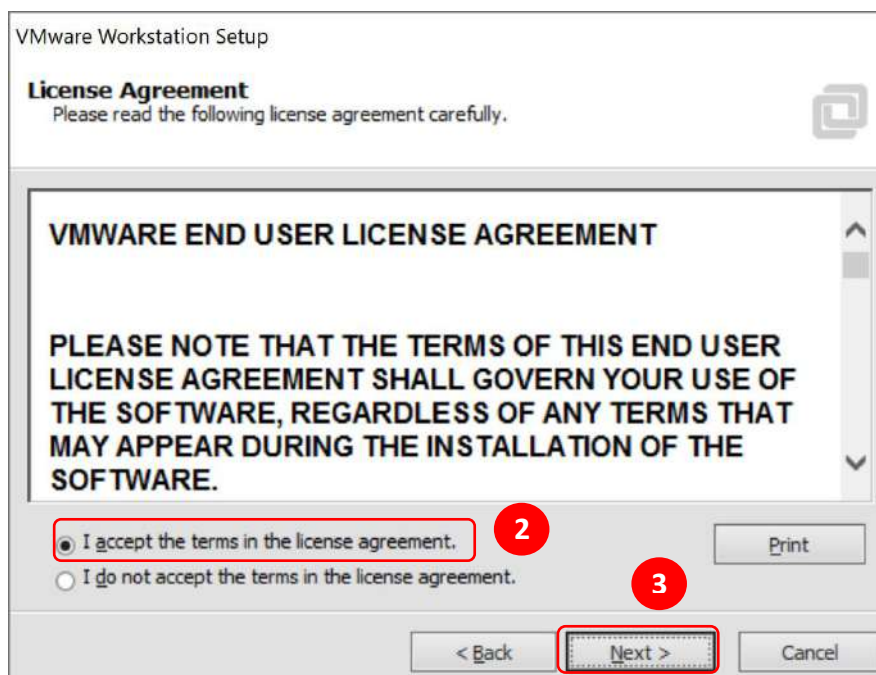 VMware Workstation Setup
License Agreement
Please read the following license agreement carefully.
VMWARE END USER LICENSE AGREEMENT
PLEASE NOTE THAT THE TERMS OF THIS END USER
LICENSE AGREEMENT SHALL GOVERN YOUR USE OF
THE SOFTWARE, REGARDLESS OF ANY TERMS THAT
MAY APPEAR DURING THE INSTALLATION OF THE
SOFTWARE.
I accept the terms in the license agreement. 2
Print
I do not accept the terms in the license agreement.
3
< Back Next > Cancel